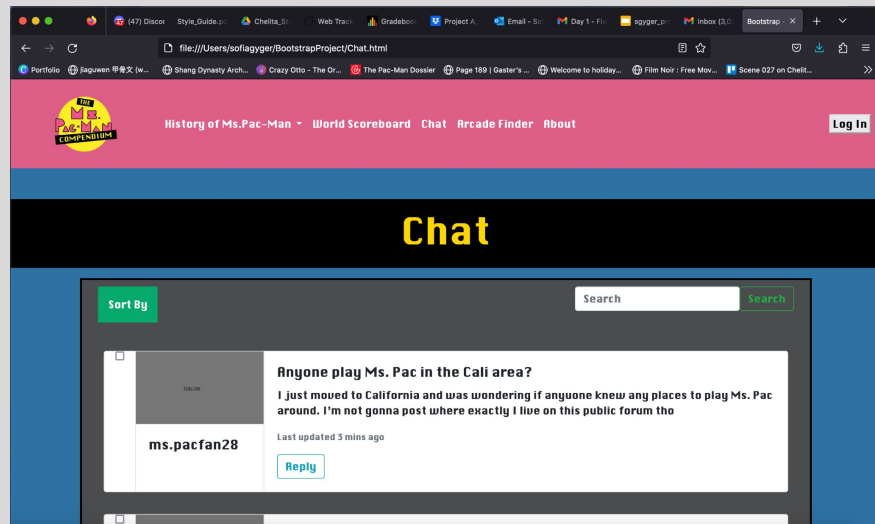 (47) Discor Style_Guide.pd Chelita_St Web Track Gradeboo Project A, Email - So Day 1 - Fiv sgyger_pr Inbox (3,0 Bootstrap -
file:///Users/sofiagyger/BootstrapProject/Chat.html
Portfolio jiaguwen 甲骨文 (w... Shang Dynasty Arch... Crazy Otto - The Or... The Pac-Man Dossier Page 189 | Gaster's ... Welcome to holiday... Film Noir : Free Mov... Scene 027 on Chelit...
THE
Ms.
Pac-Man
COMPENDIUM
History of Ms.Pac-Man World Scoreboard Chat Arcade Finder About
Log In
Chat
Sort By
Search Search
Anyone play Ms. Pac in the Cali area?
I just moved to California and was wondering if anyuone knew any places to play Ms. Pac
around. I'm not gonna post where exactly I live on this public forum tho
ms.pacfan28
Last updated 3 mins ago
Reply